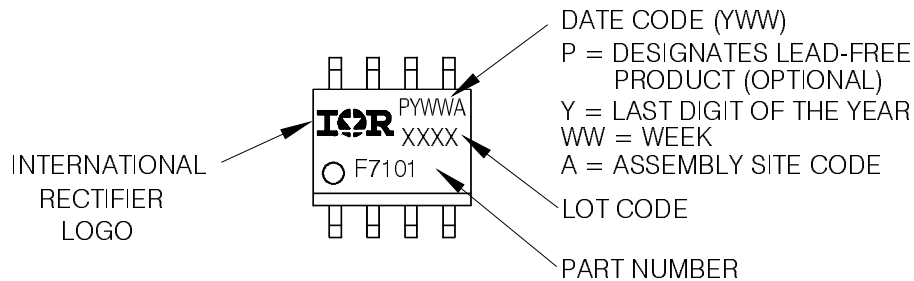 DATE CODE (YWW)
P = DESIGNATES LEAD-FREE
PRODUCT (OPTIONAL)
Y = LAST DIGIT OF THE YEAR
WW = WEEK
A = ASSEMBLY SITE CODE
LOT CODE
PART NUMBER
PYWWA
IOR
XXXX
F7101
INTERNATIONAL
RECTIFIER
LOGO